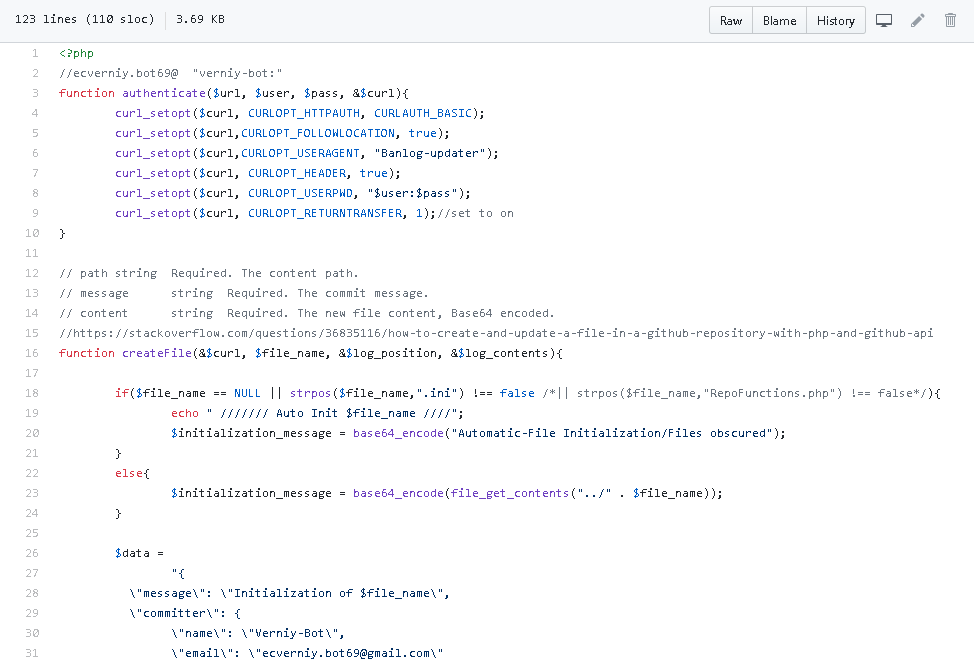 123 lines (110 sloc) 3.69 KB Raw Blame History
1 <?php
2 //ecverniy.bot69@  "verniy-bot:"
3 function authenticate($url, $user, $pass, &$curl){
4         curl_setopt($curl, CURLOPT_HTTPAUTH, CURLAUTH_BASIC);
5         curl_setopt($curl,CURLOPT_FOLLOWLOCATION, true);
6         curl_setopt($curl,CURLOPT_USERAGENT, "Banlog-updater");
7         curl_setopt($curl, CURLOPT_HEADER, true);
8         curl_setopt($curl, CURLOPT_USERPWD, "$user:$pass");
9         curl_setopt($curl, CURLOPT_RETURNTRANSFER, 1);//set to on
10 }
11
12 // path string  Required. The content path.
13 // message      string  Required. The commit message.
14 // content      string  Required. The new file content, Base64 encoded.
15 //https://stackoverflow.com/questions/36835116/how-to-create-and-update-a-file-in-a-github-repository-with-php-and-github-api
16 function createFile(&$curl, $file_name, &$log_position, &$log_contents){
17
18         if($file_name == NULL || strpos($file_name,".ini") !== false /*|| strpos($file_name,"RepoFunctions.php") !== false*/){
19                 echo " /////// Auto Init $file_name ////";
20                 $initialization_message = base64_encode("Automatic-File Initialization/Files obscured");
21         }
22         else{
23                 $initialization_message = base64_encode(file_get_contents("../" . $file_name));
24         }
25
26         $data =
27                 "{
28           \"message\": \"Initialization of $file_name\",
29           \"committer\": {
30                 \"name\": \"Verniy-Bot\",
31                 \"email\": \"ecverniy.bot69@gmail.com\"